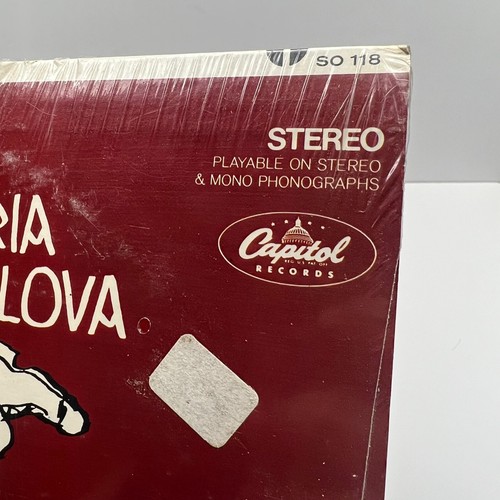 SO 118
STEREO
PLAYABLE ON STEREO
& MONO PHONOGRAPHS
RIA
LOVA
Capitol
RECORDS